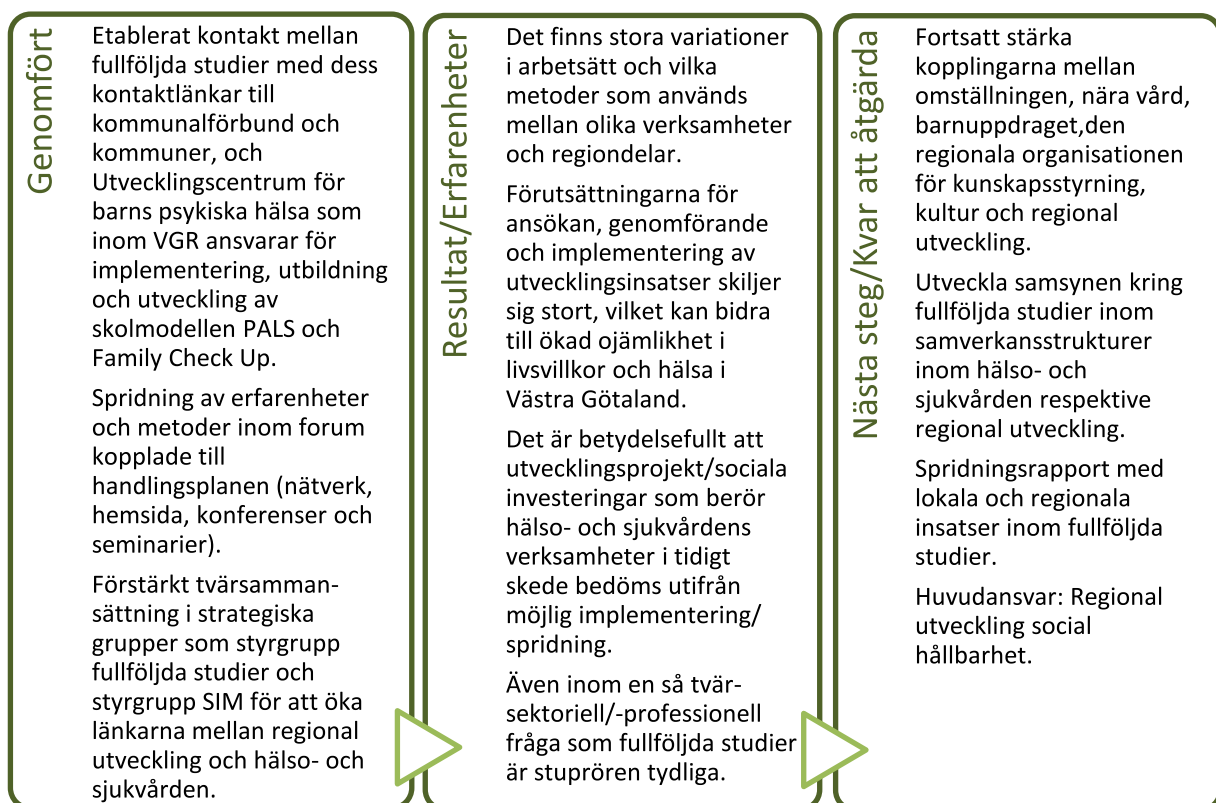 Genomfört
Etablerat kontakt mellan
fullföljda studier med dess
kontaktlänkar till
kommunalförbund och
kommuner, och
Utvecklingscentrum för
barns psykiska hälsa som
inom VGR ansvarar för
implementering, utbildning
och utveckling av
skolmodellen PALS och
Family Check Up.
Spridning av erfarenheter
och metoder inom forum
kopplade till
handlingsplanen (nätverk,
hemsida, konferenser och
seminarier).
Förstärkt tvärsamman-
sättning i strategiska
grupper som styrgrupp
fullföljda studier och
styrgrupp SIM för att öka
länkarna mellan regional
utveckling och hälso- och
sjukvården.
Resultat/Erfarenheter
Det finns stora variationer
i arbetsätt och vilka
metoder som används
mellan olika verksamheter
och regiondelar.
Förutsättningarna för
ansökan, genomförande
och implementering av
utvecklingsinsatser skiljer
sig stort, vilket kan bidra
till ökad ojämlikhet i
livsvillkor och hälsa i
Västra Götaland.
Det är betydelsefullt att
utvecklingsprojekt/sociala
investeringar som berör
hälso- och sjukvårdens
verksamheter i tidigt
skede bedöms utifrån
möjlig implementering/
spridning.
Även inom en så tvär-
sektoriell/-professionell
fråga som fullföljda studier
är stuprören tydliga.
Nästa steg/Kvar att åtgärda
Fortsatt stärka
kopplingarna mellan
omställningen, nära vård,
barnuppdraget,den
regionala organisationen
för kunskapsstyrning,
kultur och regional
utveckling.
Utveckla samsynen kring
fullföljda studier inom
samverkansstrukturer
inom hälso- och
sjukvården respektive
regional utveckling.
Spridningsrapport med
lokala och regionala
insatser inom fullföljda
studier.
Huvudansvar: Regional
utveckling social
hållbarhet.